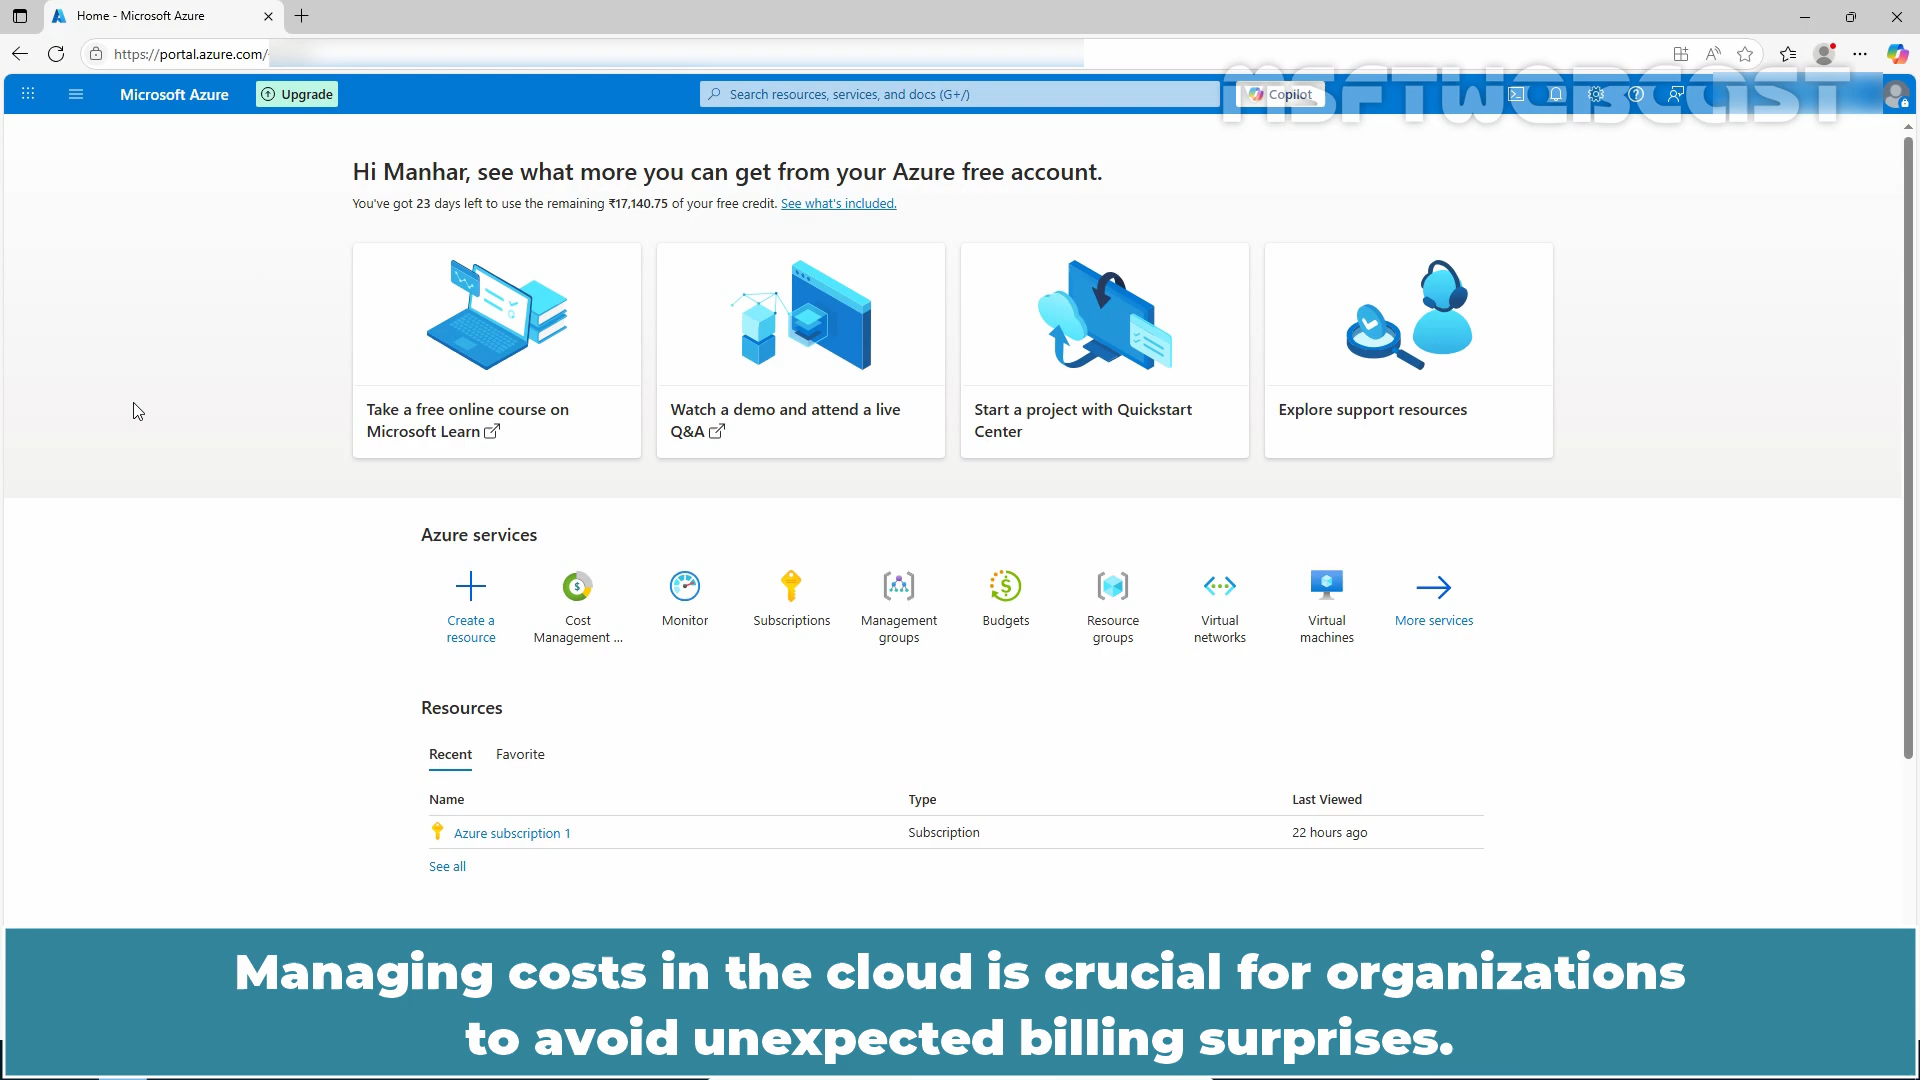 Home - Microsoft Azure
https://portal.azure.com/
Microsoft Azure
Upgrade
Search resources, services, and docs (G+/)
Copilot
MSFTWEBCAST
Hi Manhar, see what more you can get from your Azure free account.
You've got 23 days left to use the remaining ₹17,140.75 of your free credit. See what's included.
Take a free online course on
Microsoft Learn
Watch a demo and attend a live
Q&A
Start a project with Quickstart
Center
Explore support resources
Azure services
Create a
resource
Cost
Management ...
Monitor
Subscriptions
Management
groups
Budgets
Resource
groups
Virtual
networks
Virtual
machines
More services
Resources
Recent Favorite
Name Type Last Viewed
Azure subscription 1 Subscription 22 hours ago
See all
Managing costs in the cloud is crucial for organizations
to avoid unexpected billing surprises.